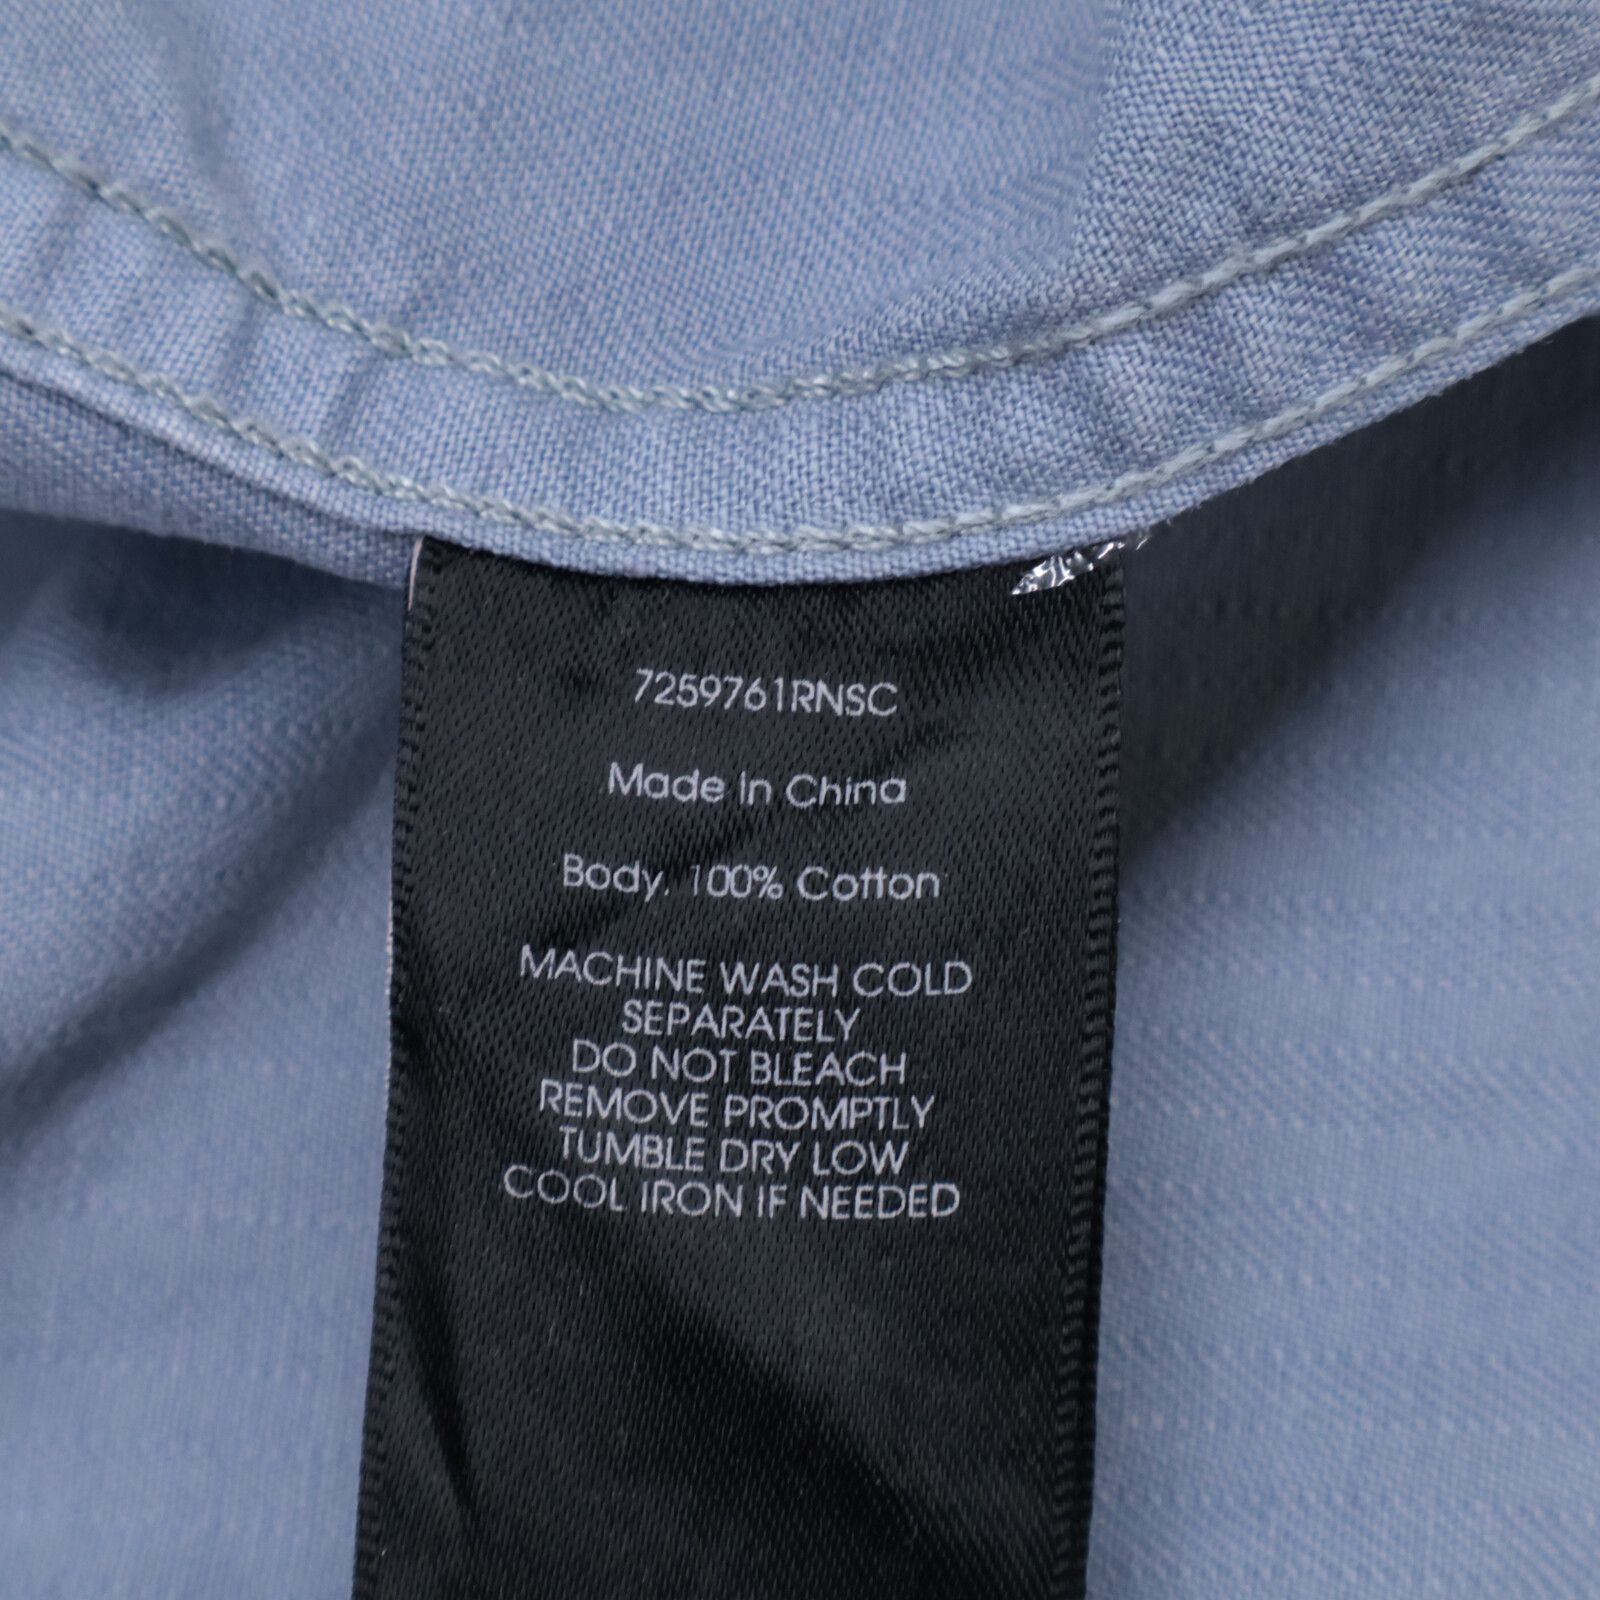 7259761RNSC
Made in China
Body. 100% Cotton
MACHINE WASH COLD
SEPARATELY
DO NOT BLEACH
REMOVE PROMPTLY
TUMBLE DRY LOW
COOL IRON IF NEEDED